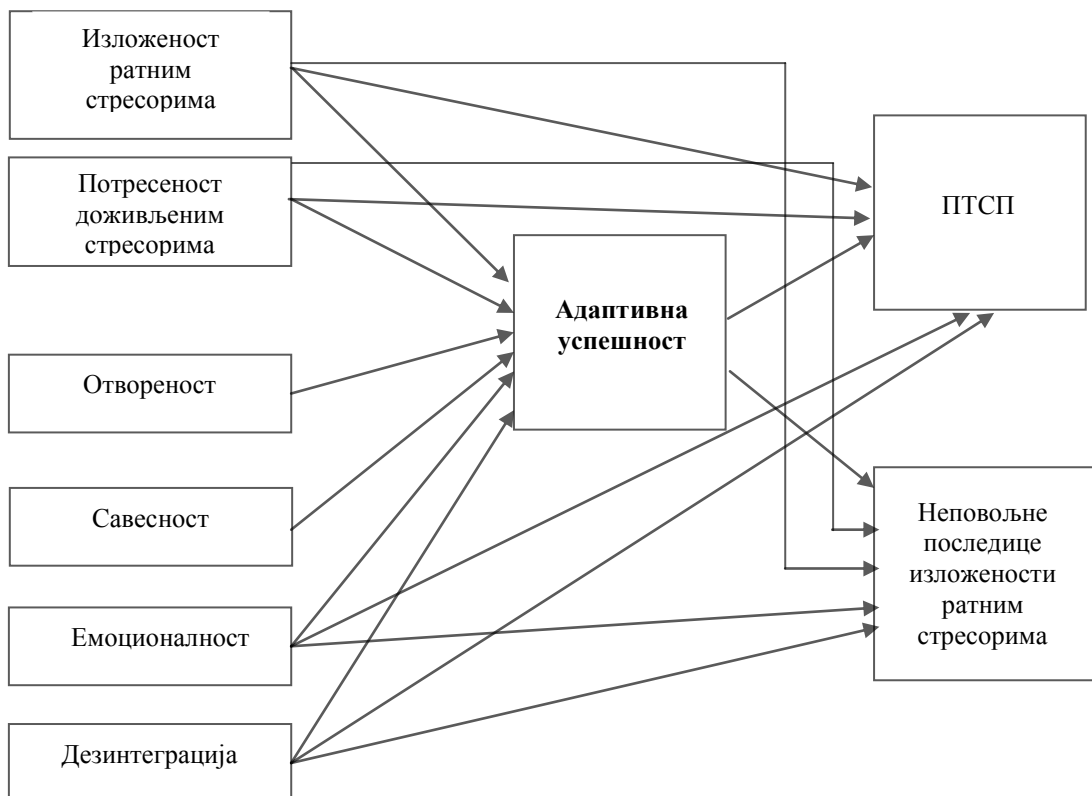 Изложеност
ратним
стресорима
Потресеност
доживљеним
стресорима
Отвореност
Савесност
Емоционалност
Дезинтеграција
Адаптивна
успешност
ПТСП
Неповољне
последице
изложености
ратним
стресорима